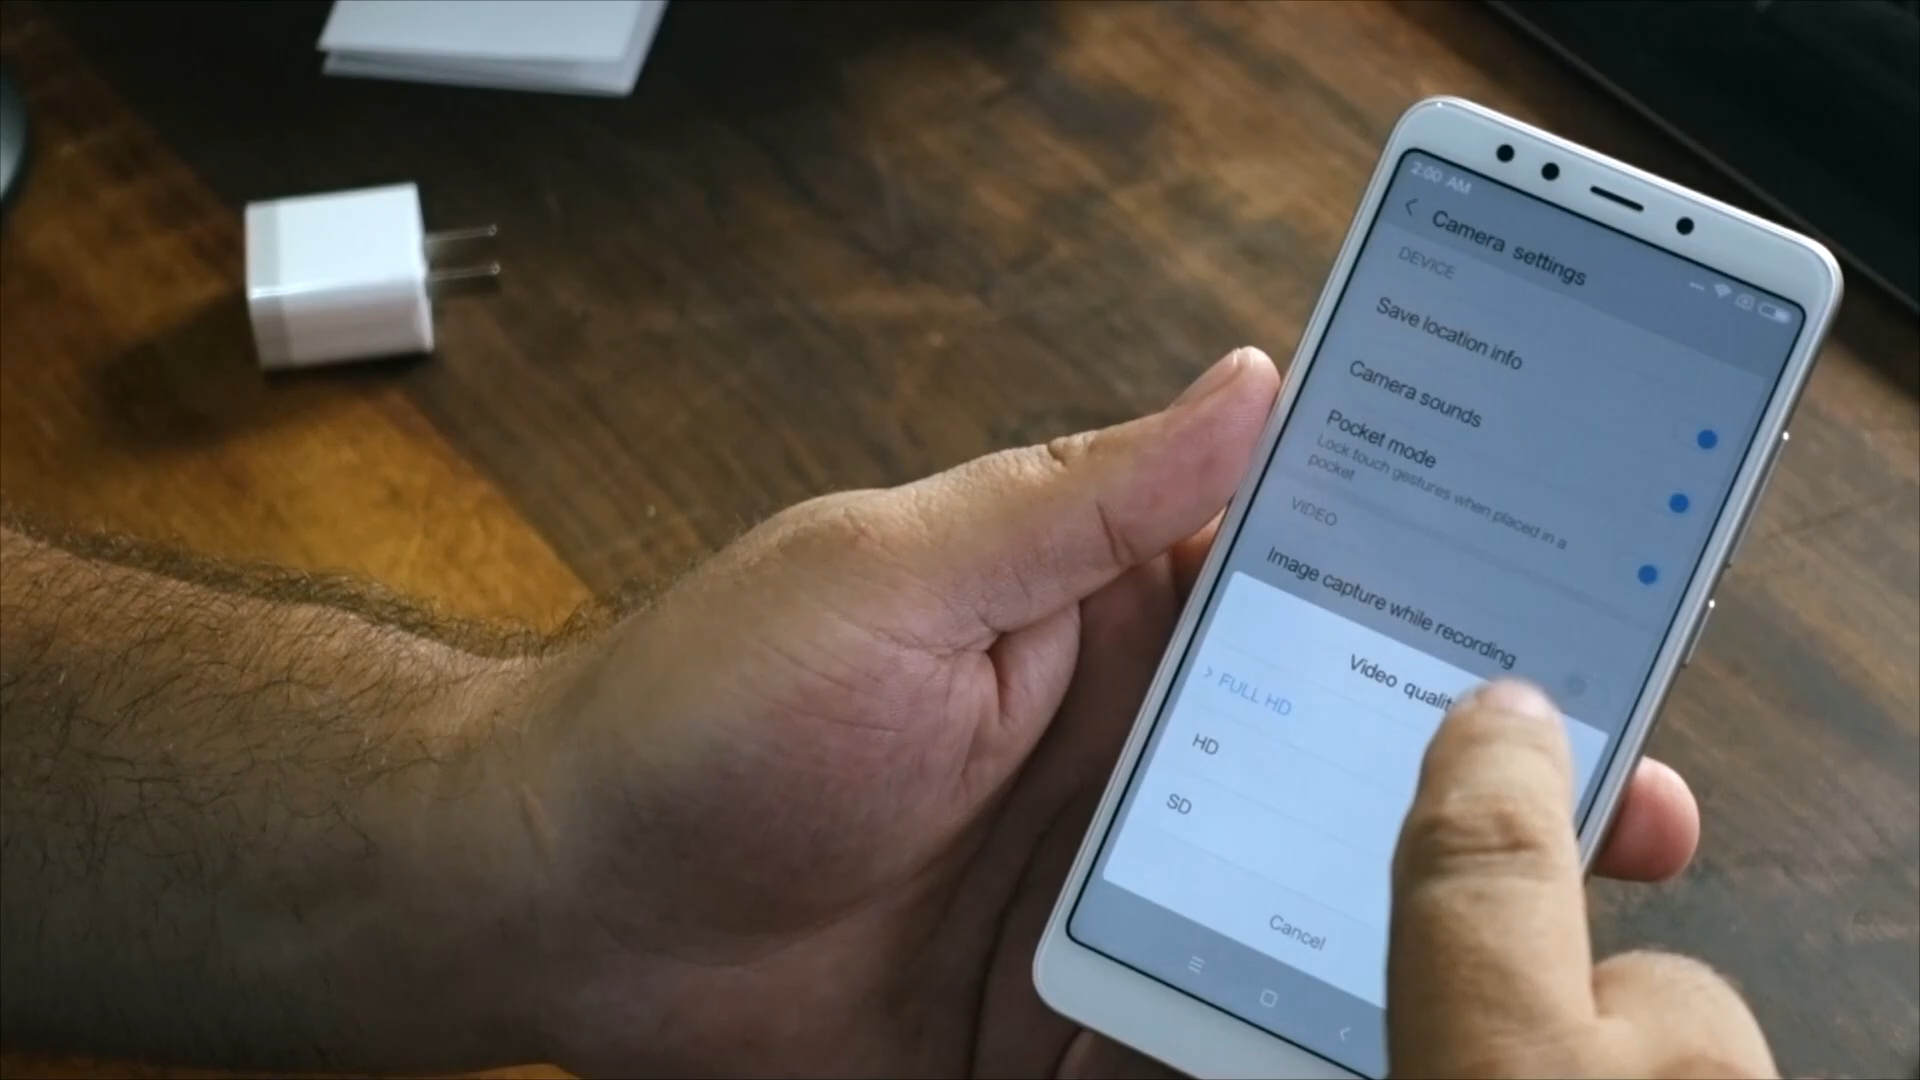 2:00 AM
Camera settings
DEVICE
Save location info
Camera sounds
Pocket mode
Lock touch gestures when placed in a
pocket
VIDEO
Image capture while recording
Video qualit
FULL HD
HD
SD
Cancel